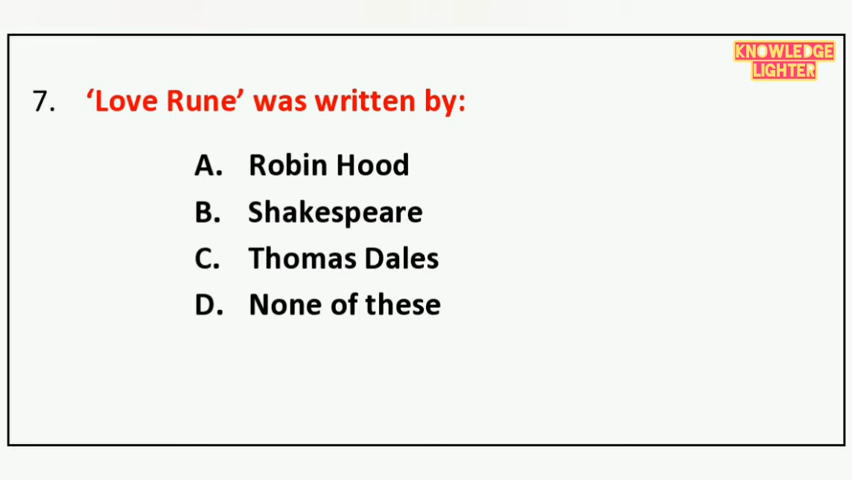 KNOWLEDGE
LIGHTER
7. ‘Love Rune’ was written by:
A. Robin Hood
B. Shakespeare
C. Thomas Dales
D. None of these